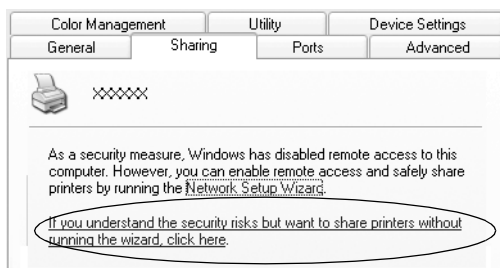 Color Management Utility Device Settings
General Sharing Ports Advanced
XXXXXX
As a security measure, Windows has disabled remote access to this
computer. However, you can enable remote access and safely share
printers by running the Network Setup Wizard.
If you understand the security risks but want to share printers without
running the wizard, click here.